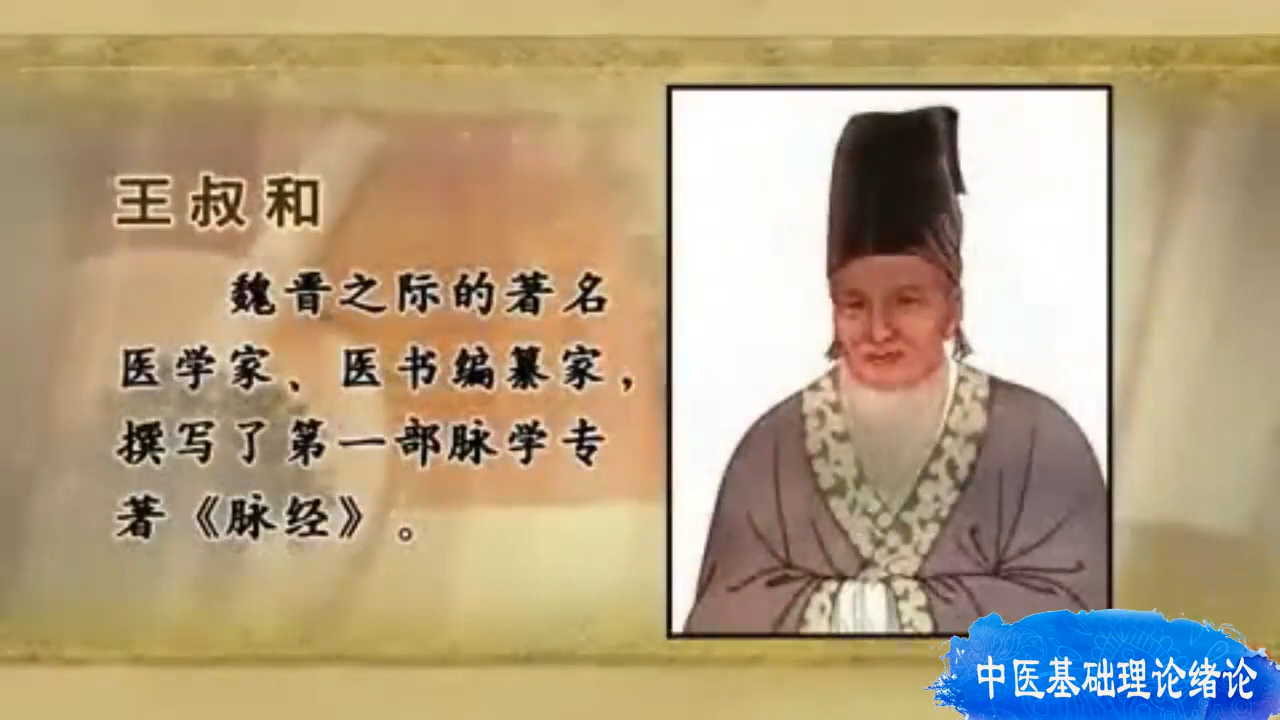 王叔和
魏晋之际的著名
医学家、医书编纂家，
撰写了第一部脉学专
著《脉经》。
中医基础理论绪论